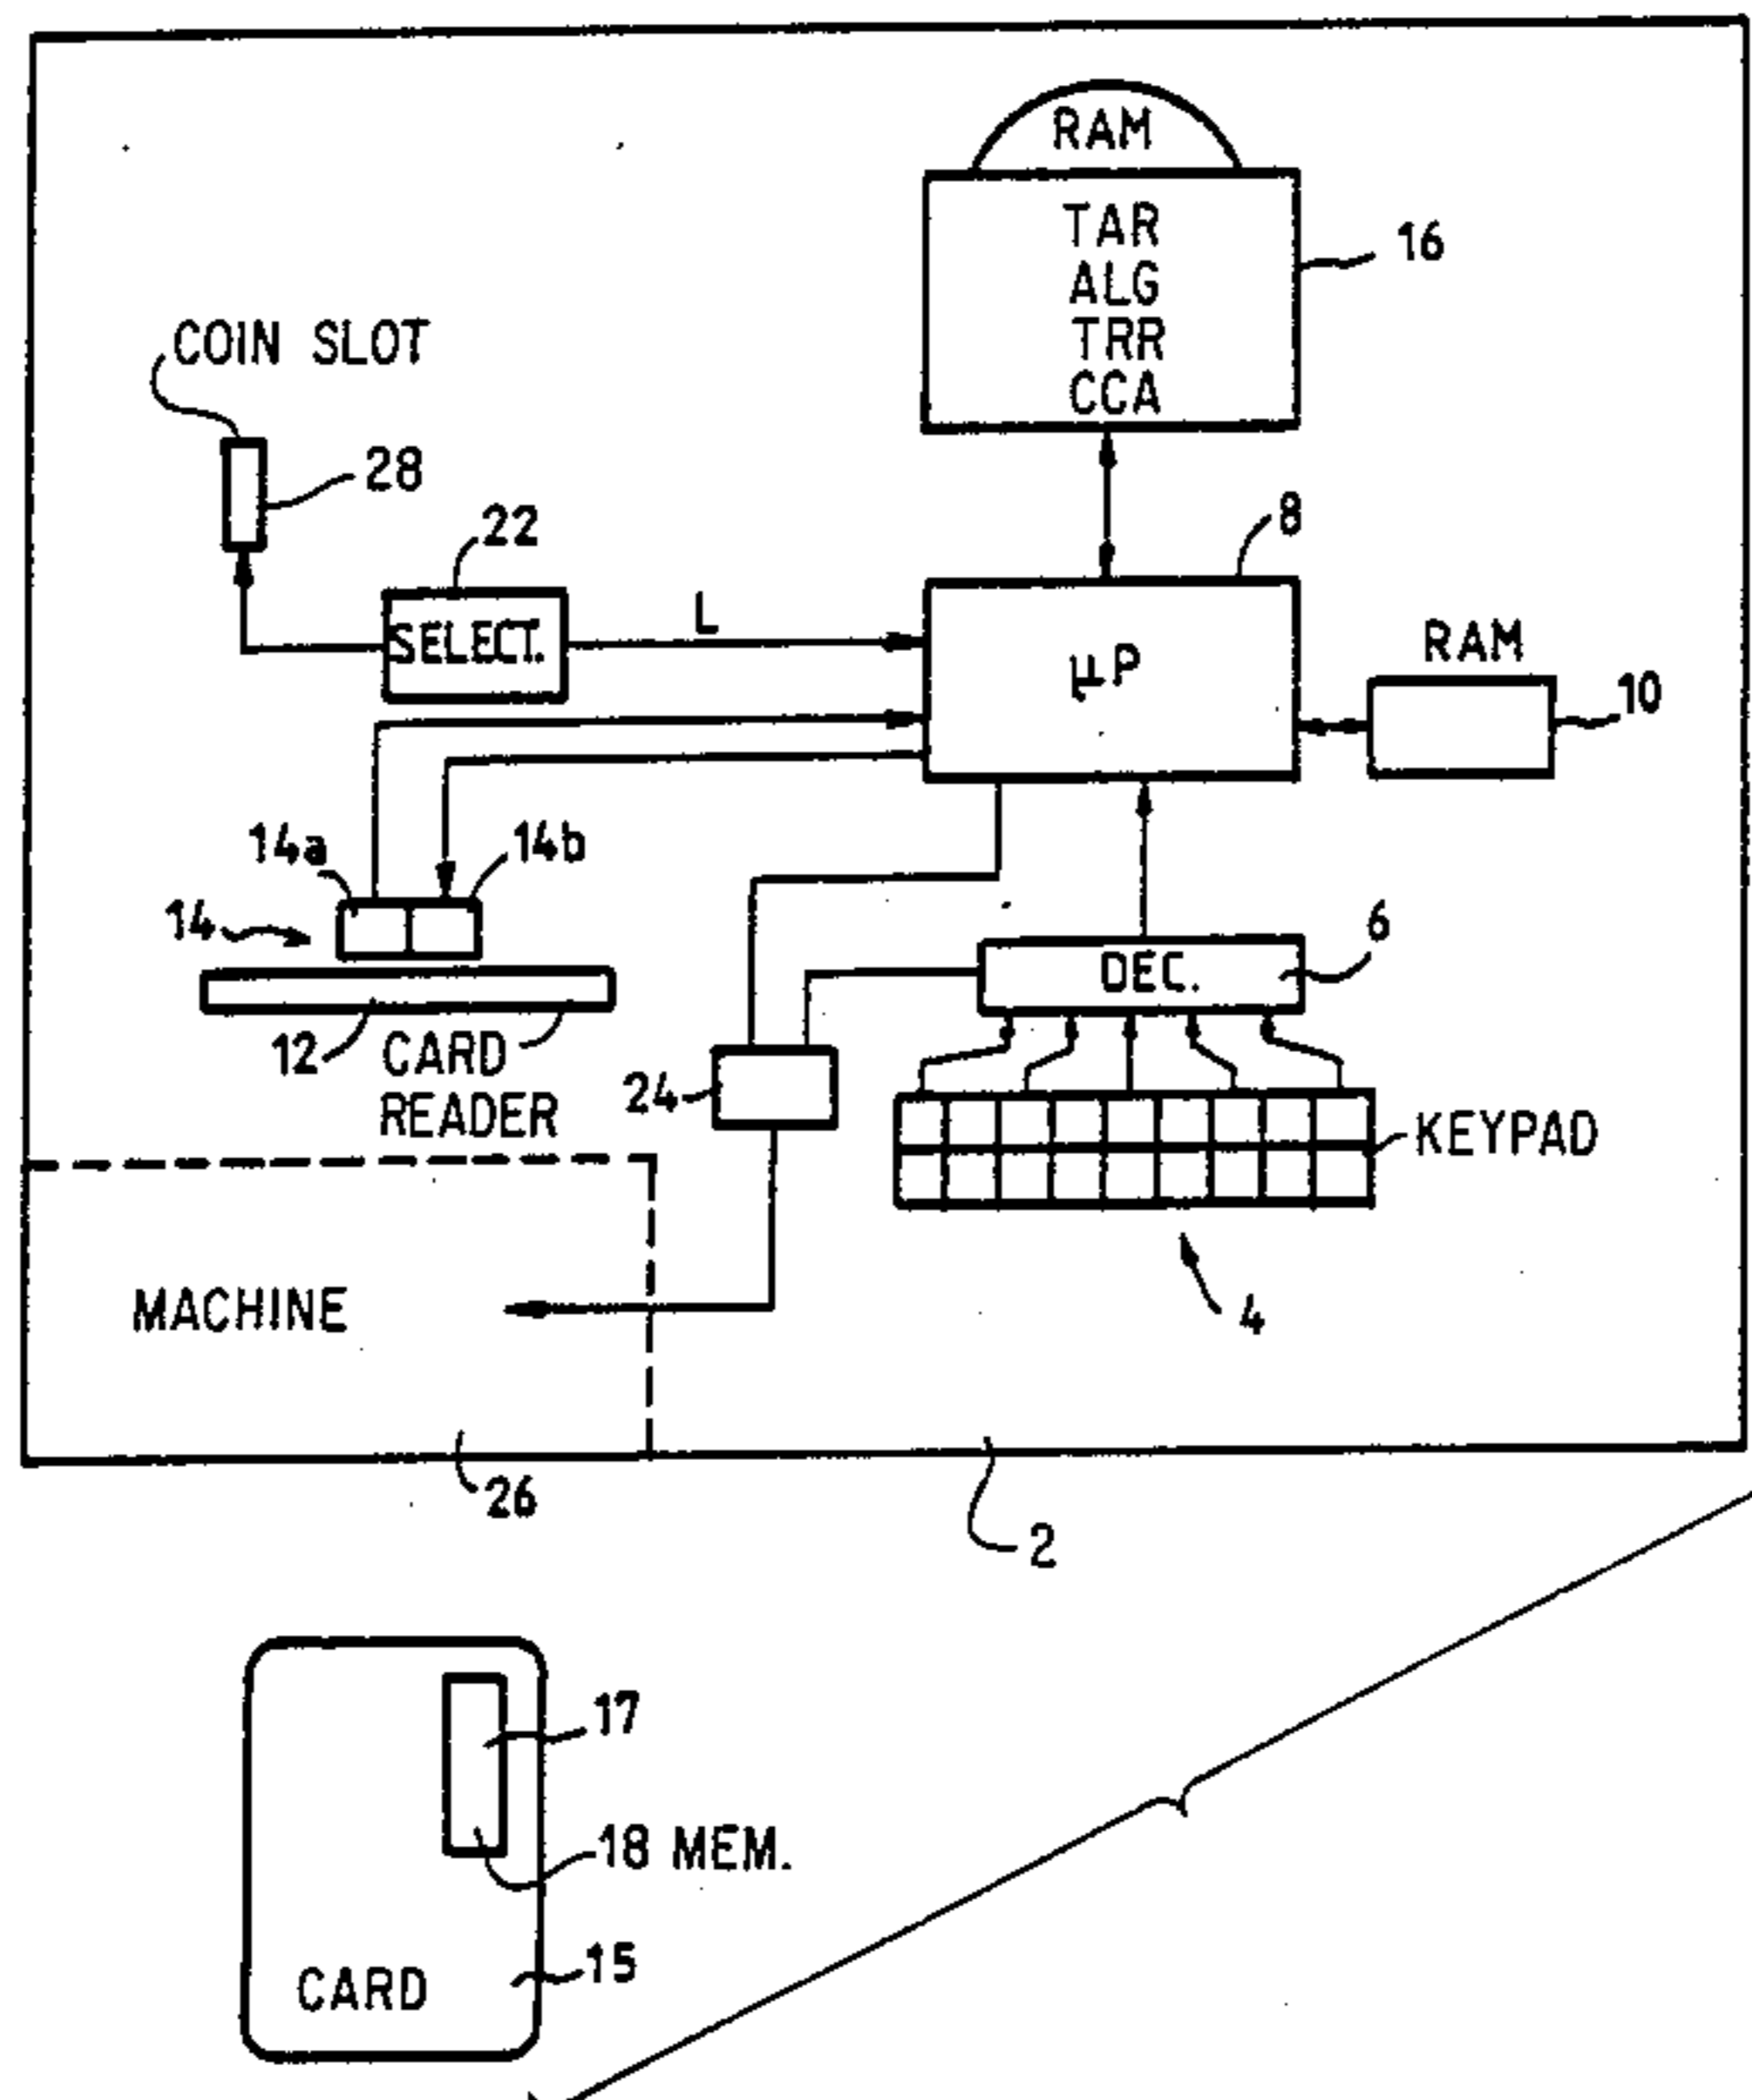 RAM
TAR
ALG
TRR
CCA
16
COIN SLOT
28
22
SELECT.
L
8
µP
RAM
10
14a
14b
14
12
CARD
READER
6
DEC.
24
KEYPAD
MACHINE
4
26
2
17
18 MEM.
15
CARD